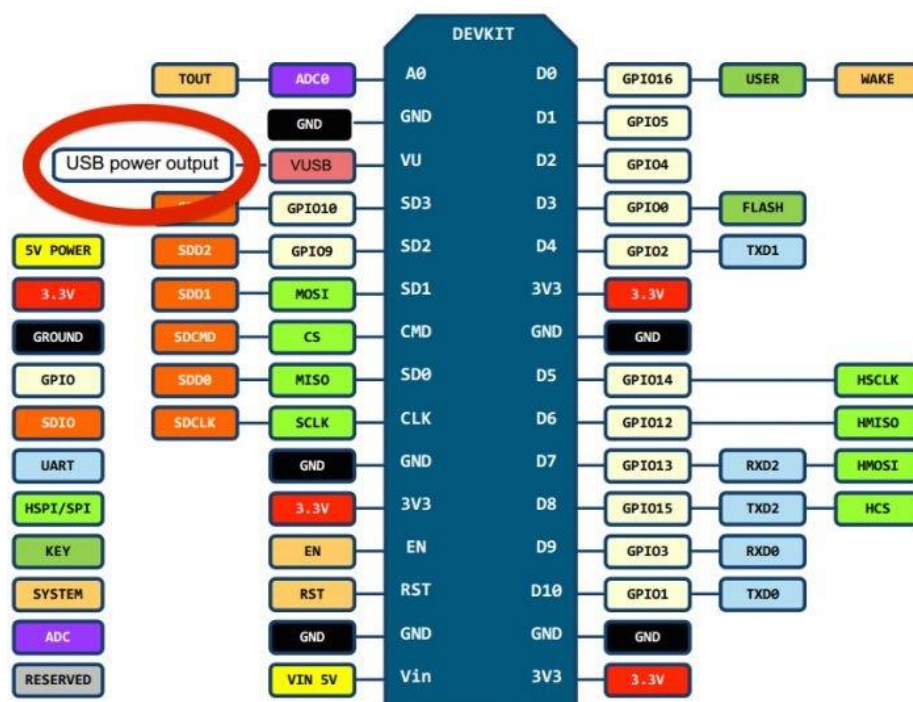 DEVKIT
TOUT ADC0 A0 D0 GPIO16 USER WAKE
GND GND D1 GPIO5
USB power output VUSB VU D2 GPIO4
GPIO10 SD3 D3 GPIO0 FLASH
5V POWER SDD2 GPIO9 SD2 D4 GPIO2 TXD1
3.3V SDD1 MOSI SD1 3V3 3.3V
GROUND SDCMD CS CMD GND GND
GPIO SDD0 MISO SD0 D5 GPIO14 HSCLK
SDIO SDCLK SCLK CLK D6 GPIO12 HMISO
UART GND GND D7 GPIO13 RXD2 HMOSI
HSPI/SPI 3.3V 3V3 D8 GPIO15 TXD2 HCS
KEY EN EN D9 GPIO3 RXD0
SYSTEM RST RST D10 GPIO1 TXD0
ADC GND GND GND GND
RESERVED VIN 5V Vin 3V3 3.3V